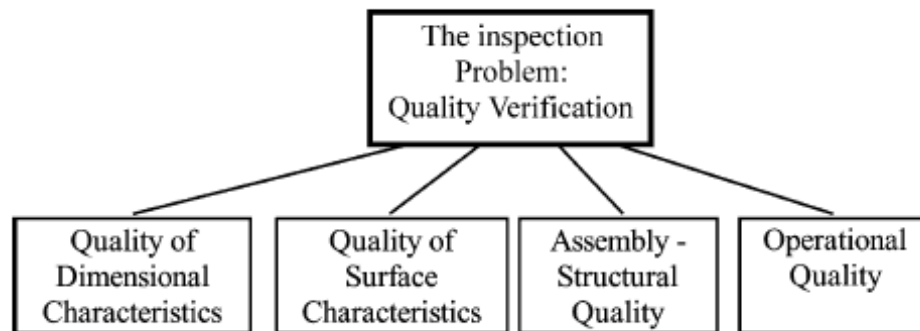 The inspection
Problem:
Quality Verification
Quality of
Dimensional
Characteristics
Quality of
Surface
Characteristics
Assembly -
Structural
Quality
Operational
Quality